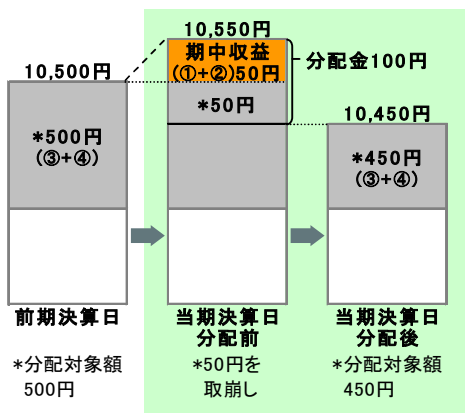 10,550円
期中収益
(①+②)50円
分配金100円
*50円
10,500円
*500円
(③+④)
10,450円
*450円
(③+④)
前期決算日
当期決算日
分配前
当期決算日
分配後
*分配対象額
500円
*50円を
取崩し
*分配対象額
450円